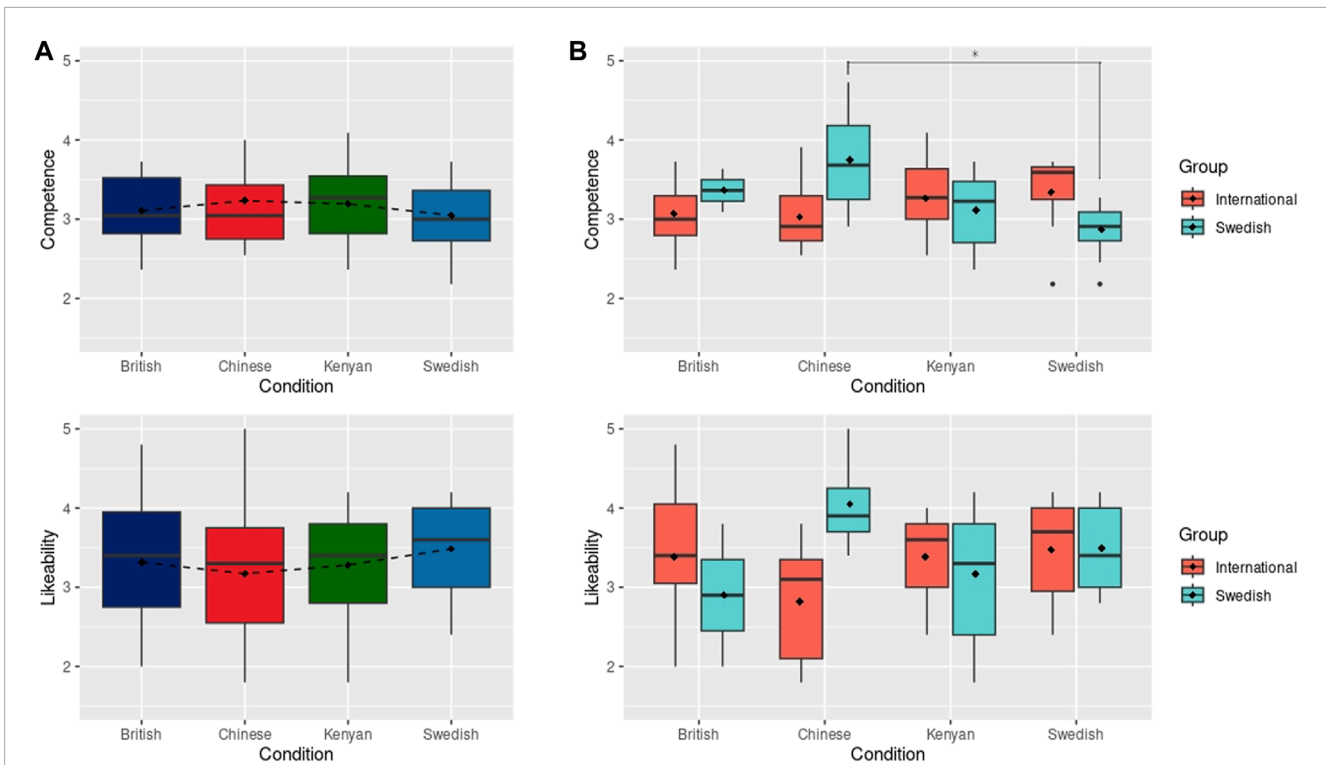 A
5
4
3
2
Competence
British Chinese Kenyan Swedish
Condition
B
5
4
3
2
Competence
*
British Chinese Kenyan Swedish
Condition
Group
International
Swedish
5
4
3
2
Likeability
British Chinese Kenyan Swedish
Condition
5
4
3
2
Likeability
British Chinese Kenyan Swedish
Condition
Group
International
Swedish